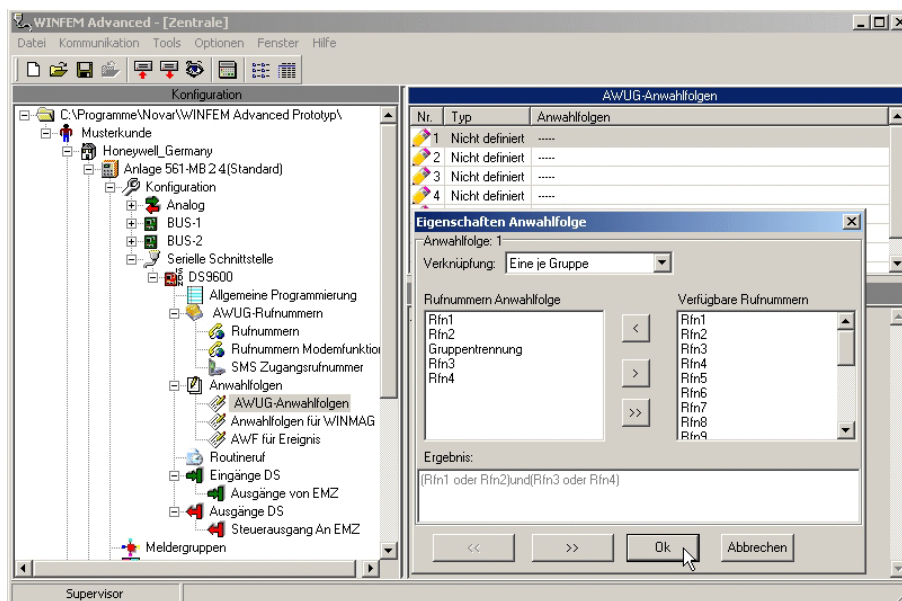 WINFEM Advanced - [Zentrale]
Datei Kommunikation Tools Optionen Fenster Hilfe
Konfiguration
C:\Programme\Novar\WINFEM Advanced Prototyp\
Musterkunde
Honeywell_Germany
Anlage 561-MB 2 4(Standard)
Konfiguration
Analog
BUS-1
BUS-2
Serielle Schnittstelle
DS9600
Allgemeine Programmierung
AWUG-Rufnummern
Rufnummern
Rufnummern Modemfunktion
SMS Zugangsrufnummer
Anwahlfolgen
AWUG-Anwahlfolgen
Anwahlfolgen für WINMAG
AWF für Ereignis
Routineruf
Eingänge DS
Ausgänge von EMZ
Ausgänge DS
Steuerausgang An EMZ
Meldergruppen
Supervisor
AWUG-Anwahlfolgen
Nr. Typ Anwahlfolgen
1 Nicht definiert -----
2 Nicht definiert -----
3 Nicht definiert -----
4 Nicht definiert -----
Eigenschaften Anwahlfolge
Anwahlfolge: 1
Verknüpfung: Eine je Gruppe
Rufnummern Anwahlfolge
Rfn1
Rfn2
Gruppentrennung
Rfn3
Rfn4
<
>
>>
Verfügbare Rufnummern
Rfn1
Rfn2
Rfn3
Rfn4
Rfn5
Rfn6
Rfn7
Rfn8
Rfn9
Ergebnis:
(Rfn1 oder Rfn2)und(Rfn3 oder Rfn4)
<< >> Ok Abbrechen